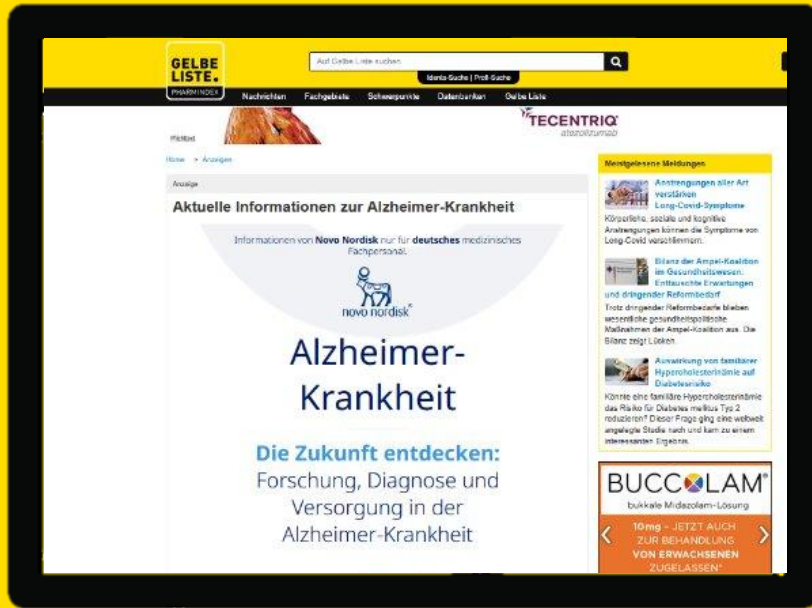 GELBE
LISTE.
PHARMINDEX
Auf Gelbe Liste suchen
Identa-Suche | Profi-Suche
Nachrichten Fachgebiete Schwerpunkte Datenbanken Gelbe Liste
Pflichttext
TECENTRIQ®
atezolizumab
Home > Anzeigen
Anzeige
Aktuelle Informationen zur Alzheimer-Krankheit
Informationen von Novo Nordisk nur für deutsches medizinisches
Fachpersonal.
novo nordisk®
Alzheimer-
Krankheit
Die Zukunft entdecken:
Forschung, Diagnose und
Versorgung in der
Alzheimer-Krankheit
Meistgelesene Meldungen
Anstrengungen aller Art
verstärken
Long-Covid-Symptome
Körperliche, soziale und kognitive
Anstrengungen können die Symptome von
Long-Covid verschlimmern.
Bilanz der Ampel-Koalition
im Gesundheitswesen:
Enttäuschte Erwartungen
und dringender Reformbedarf
Trotz dringender Reformbedarfe blieben
wesentliche gesundheitspolitische
Maßnahmen der Ampel-Koalition aus. Die
Bilanz zeigt Lücken.
Auswirkung von familiärer
Hypercholesterinämie auf
Diabetesrisiko
Könnte eine familiäre Hypercholesterinämie
das Risiko für Diabetes mellitus Typ 2
reduzieren? Dieser Frage ging eine weltweit
angelegte Studie nach und kam zu einem
interessanten Ergebnis.
BUCCOLAM®
bukkale Midazolam-Lösung
10mg - JETZT AUCH
ZUR BEHANDLUNG
VON ERWACHSENEN
ZUGELASSEN*